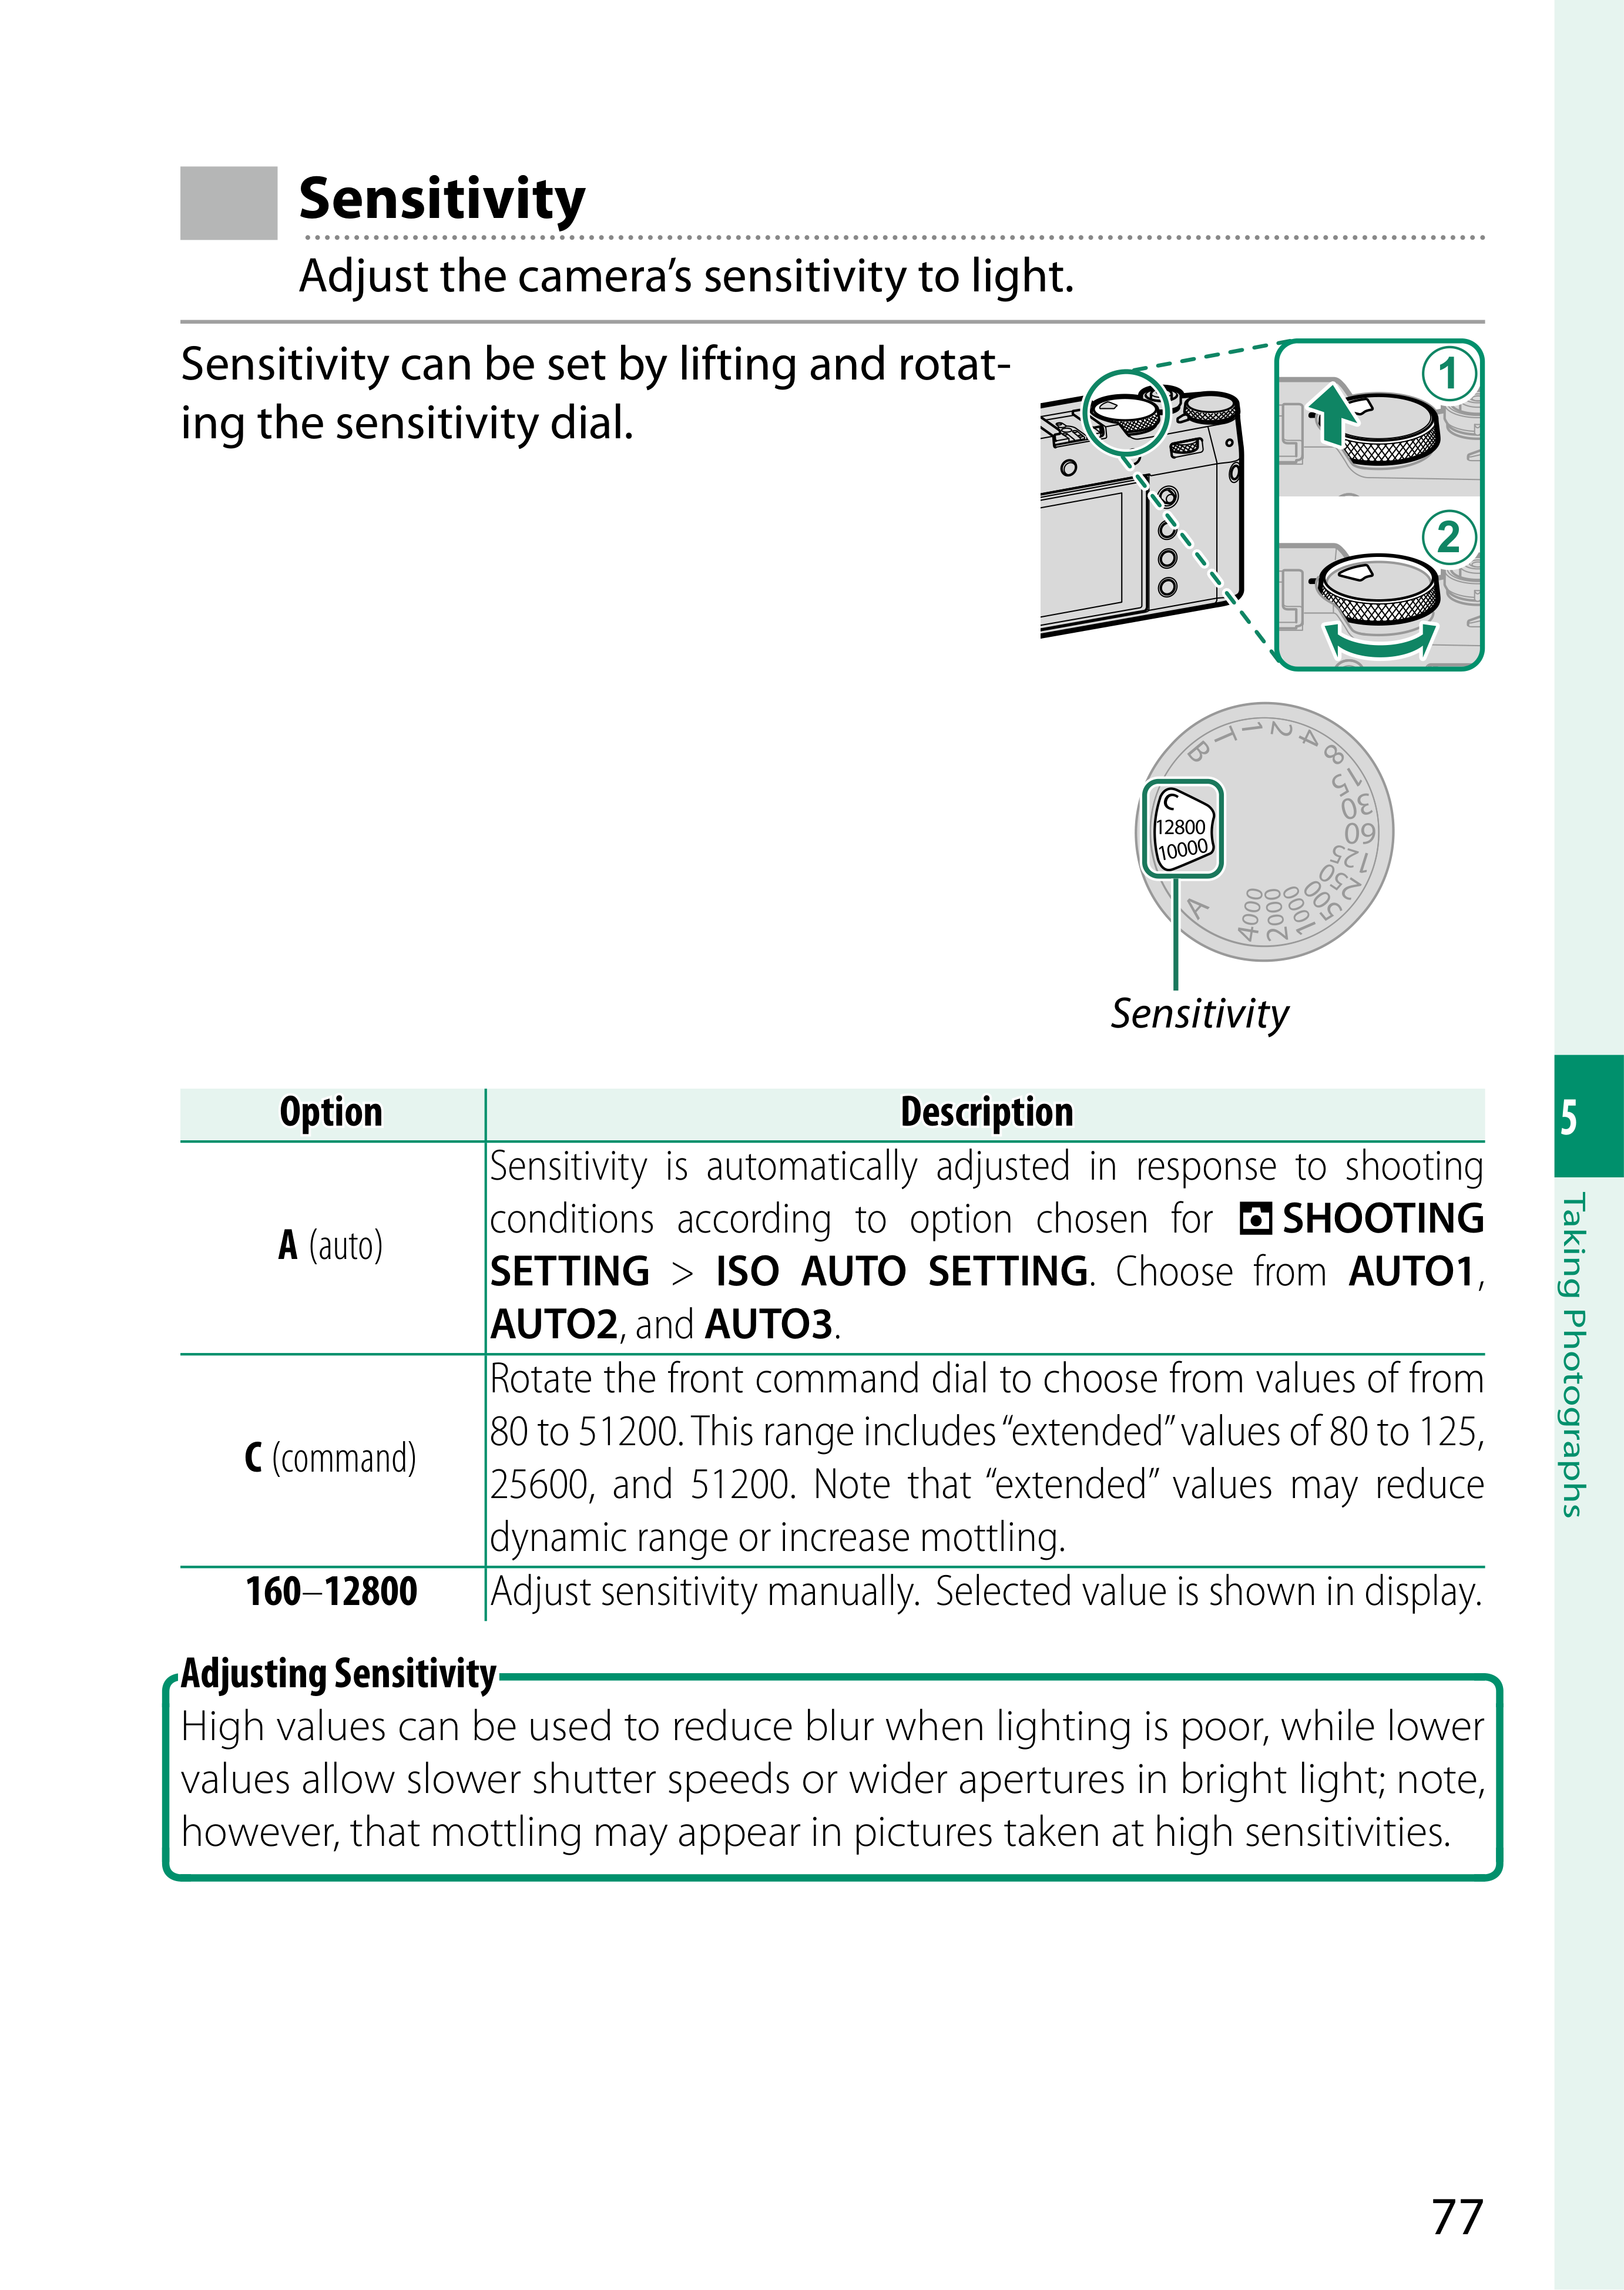 Sensitivity
Adjust the camera’s sensitivity to light.
Sensitivity can be set by lifting and rotat-
ing the sensitivity dial.
1
2
B T 1 2 4 8 15 30 60 125 250 500 1000 2000 4000 A
C
12800
10000
Sensitivity
Option Description
A (auto)
Sensitivity is automatically adjusted in response to shooting
conditions according to option chosen for SHOOTING
SETTING > ISO AUTO SETTING. Choose from AUTO1,
AUTO2, and AUTO3.
C (command)
Rotate the front command dial to choose from values of from
80 to 51200. This range includes “extended” values of 80 to 125,
25600, and 51200. Note that “extended” values may reduce
dynamic range or increase mottling.
160–12800 Adjust sensitivity manually. Selected value is shown in display.
Adjusting Sensitivity
High values can be used to reduce blur when lighting is poor, while lower
values allow slower shutter speeds or wider apertures in bright light; note,
however, that mottling may appear in pictures taken at high sensitivities.
5
Taking Photographs
77